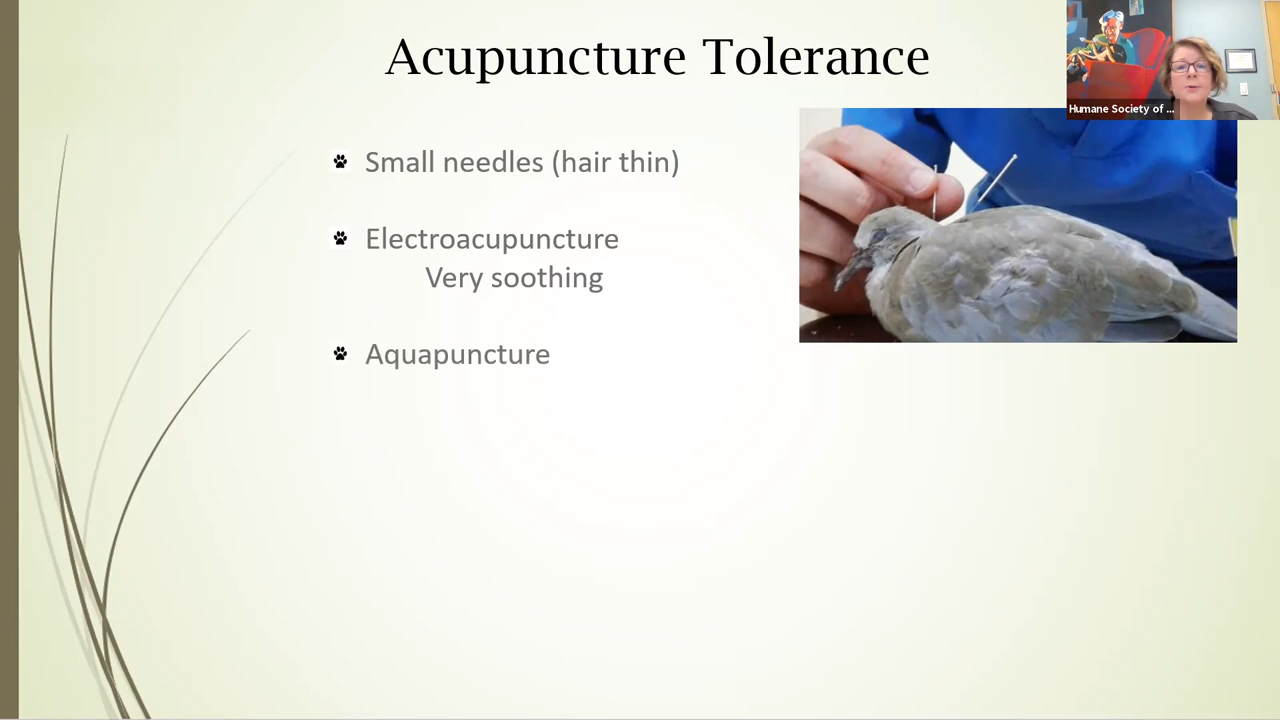 Acupuncture Tolerance
Humane Society of ...
Small needles (hair thin)
Electroacupuncture
Very soothing
Aquapuncture